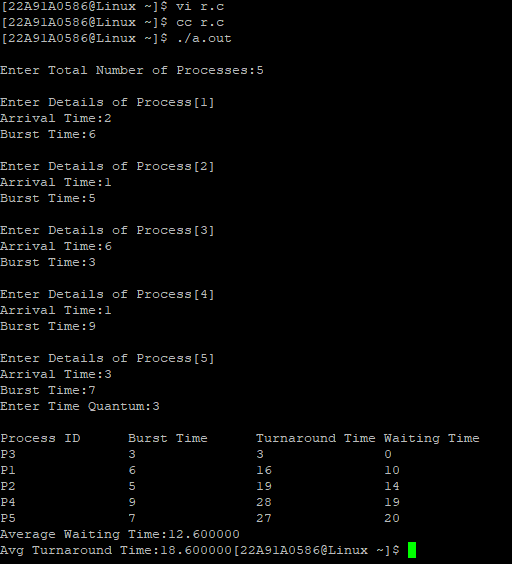 [22A91A0586@Linux ~]$ vi r.c
[22A91A0586@Linux ~]$ cc r.c
[22A91A0586@Linux ~]$ ./a.out
Enter Total Number of Processes:5
Enter Details of Process[1]
Arrival Time:2
Burst Time:6
Enter Details of Process[2]
Arrival Time:1
Burst Time:5
Enter Details of Process[3]
Arrival Time:6
Burst Time:3
Enter Details of Process[4]
Arrival Time:1
Burst Time:9
Enter Details of Process[5]
Arrival Time:3
Burst Time:7
Enter Time Quantum:3
Process ID Burst Time Turnaround Time Waiting Time
P3 3 3 0
P1 6 16 10
P2 5 19 14
P4 9 28 19
P5 7 27 20
Average Waiting Time:12.600000
Avg Turnaround Time:18.600000[22A91A0586@Linux ~]$